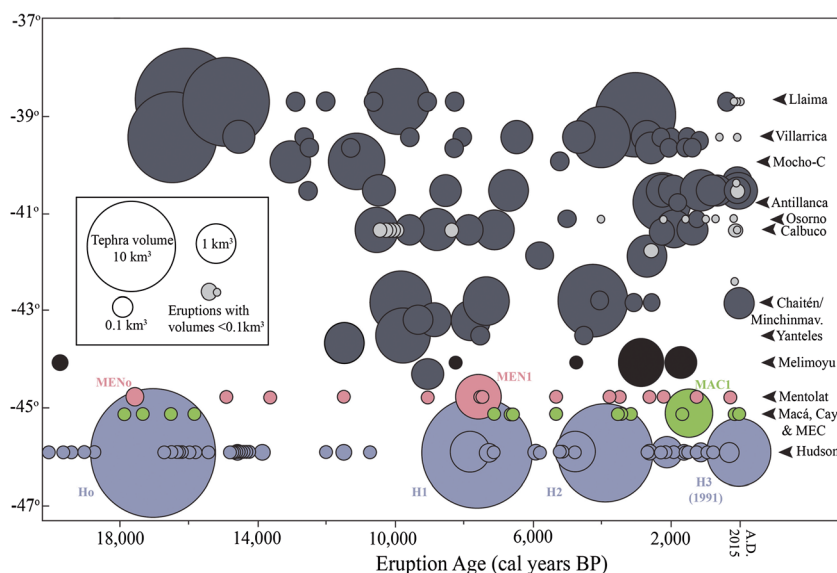 -37°
-39°
-41°
-43°
-45°
-47°
Tephra volume
10 km³
1 km³
0.1 km³
Eruptions with
volumes <0.1km³
Llaima
Villarrica
Mocho-C
Antillanca
Osorno
Calbuco
Chaitén/
Minchinmav.
Yanteles
Melimoyu
Mentolat
Macá, Cay
& MEC
Hudson
MENo
MEN1
MAC1
Ho
H1
H2
H3
(1991)
18,000
14,000
10,000
6,000
2,000
A.D.
2015
Eruption Age (cal years BP)